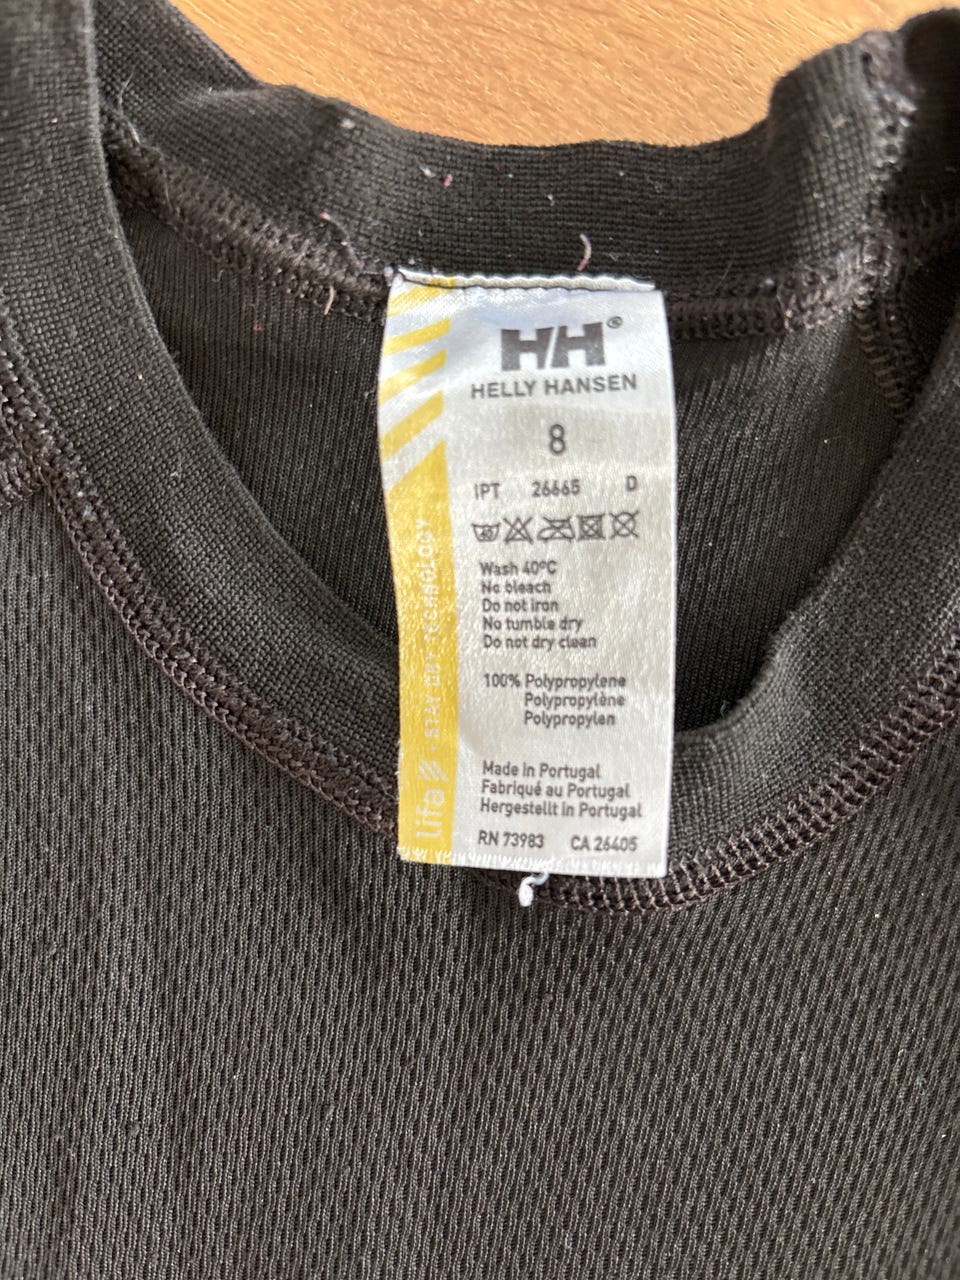 HH®
HELLY HANSEN
8
IPT 26665 D
Wash 40°C
No bleach
Do not iron
No tumble dry
Do not dry clean
100% Polypropylene
Polypropylène
Polypropylen
Made in Portugal
Fabriqué au Portugal
Hergestellt in Portugal
RN 73983 CA 26405
lifa STAY DRY TECHNOLOGY